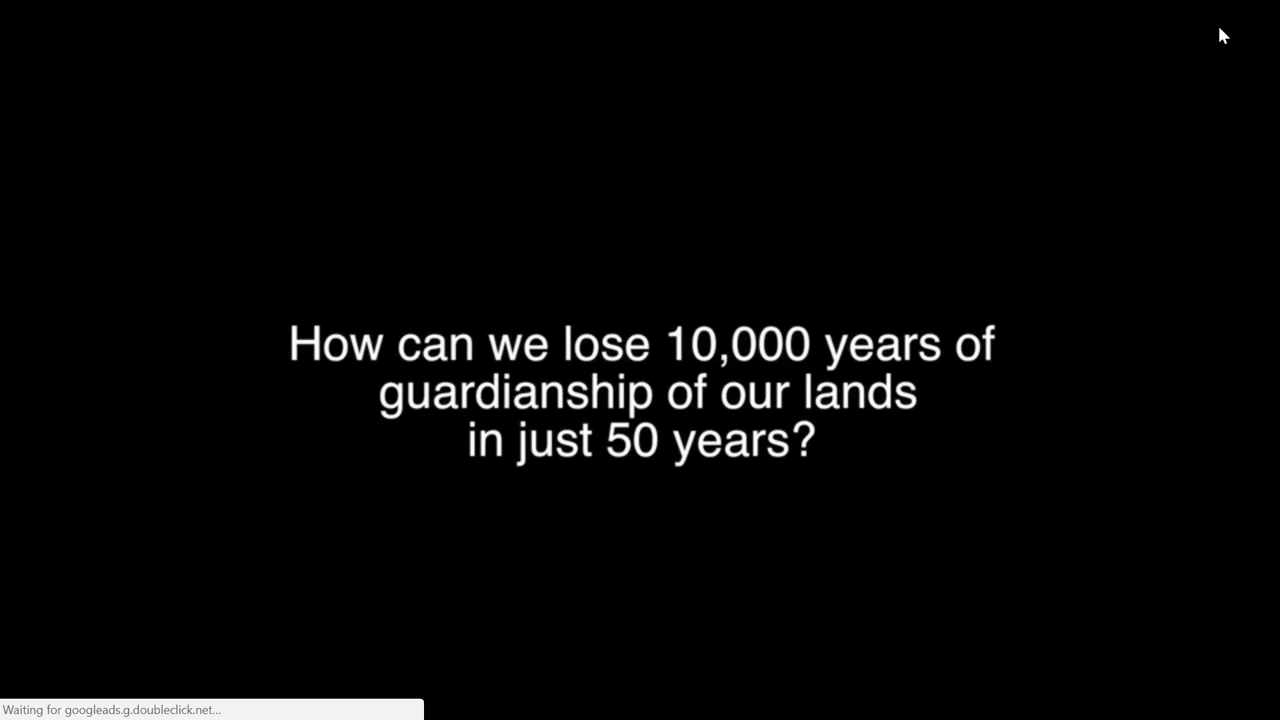 How can we lose 10,000 years of
guardianship of our lands
in just 50 years?
Waiting for googleads.g.doubleclick.net...